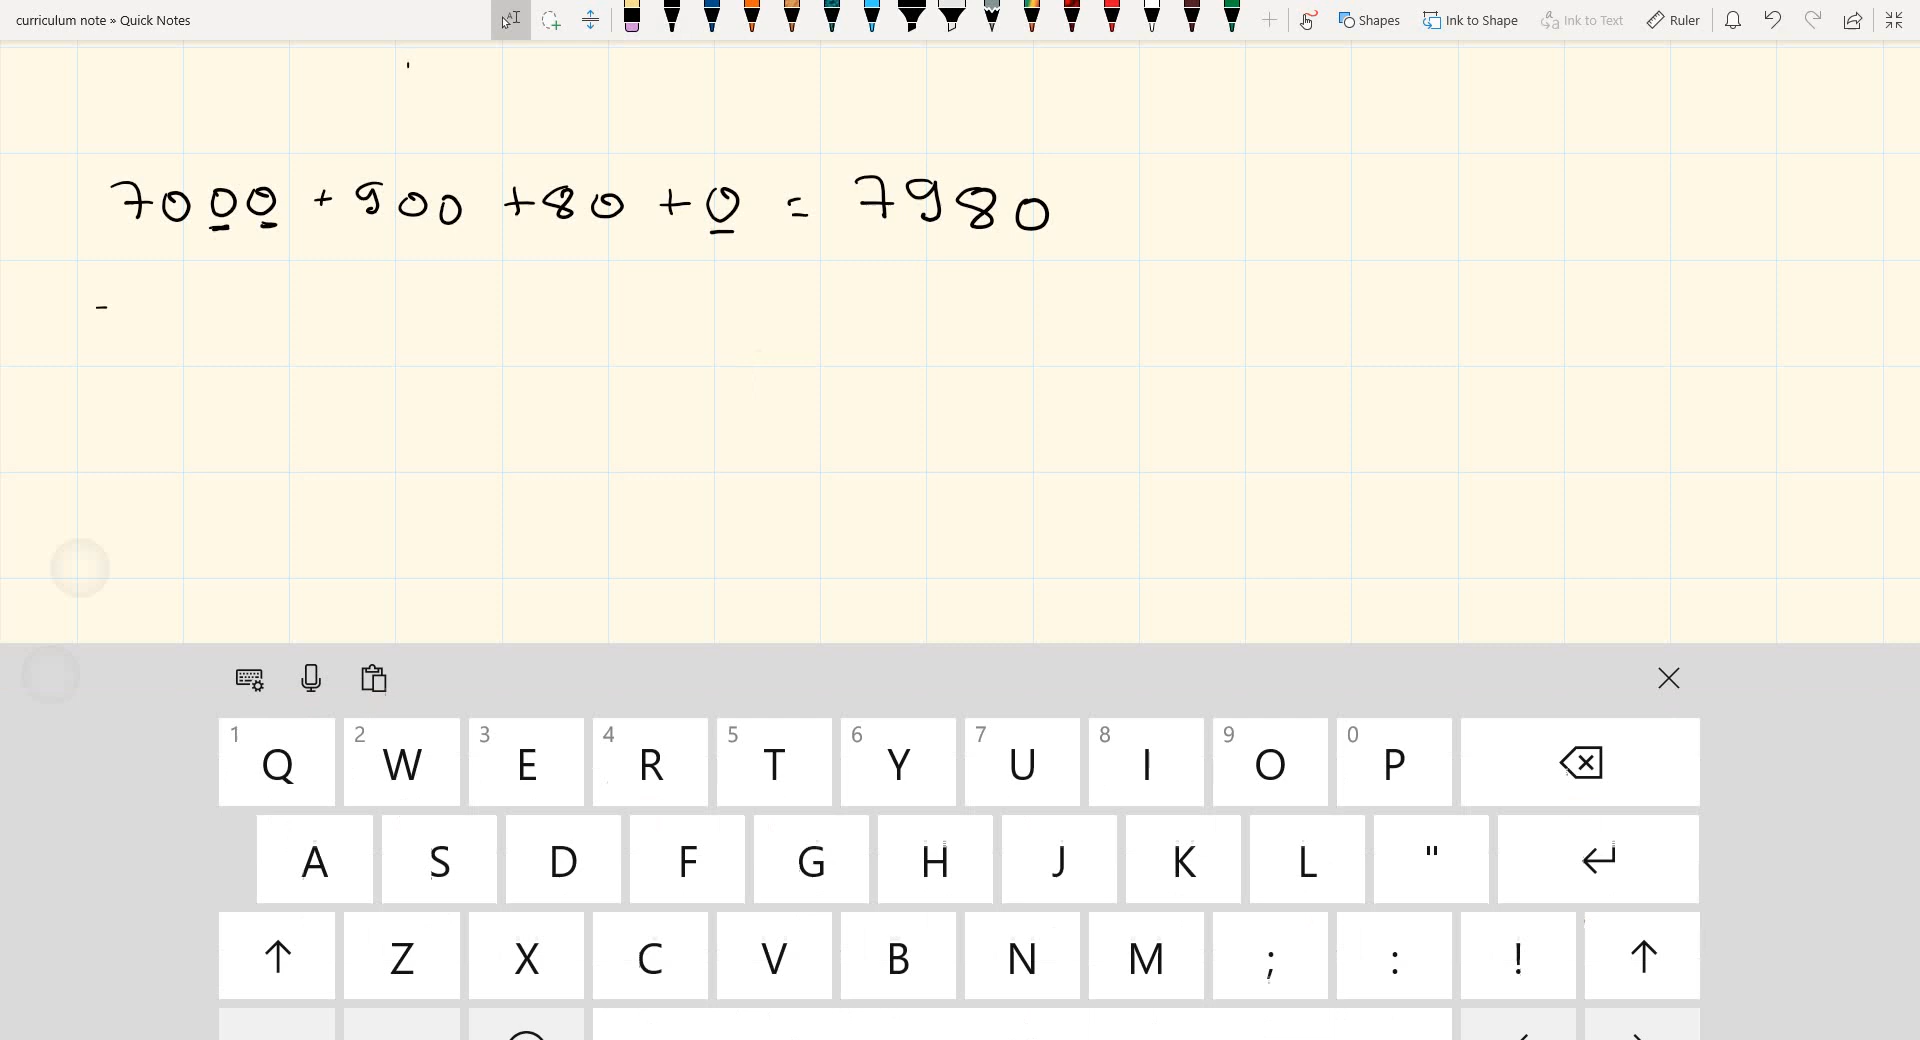 curriculum note » Quick Notes
Shapes Ink to Shape Ink to Text Ruler
7000 + 900 + 80 + 0 = 7980
-
1 2 3 4 5 6 7 8 9 0
Q W E R T Y U I O P
A S D F G H J K L "
Z X C V B N M ; : !